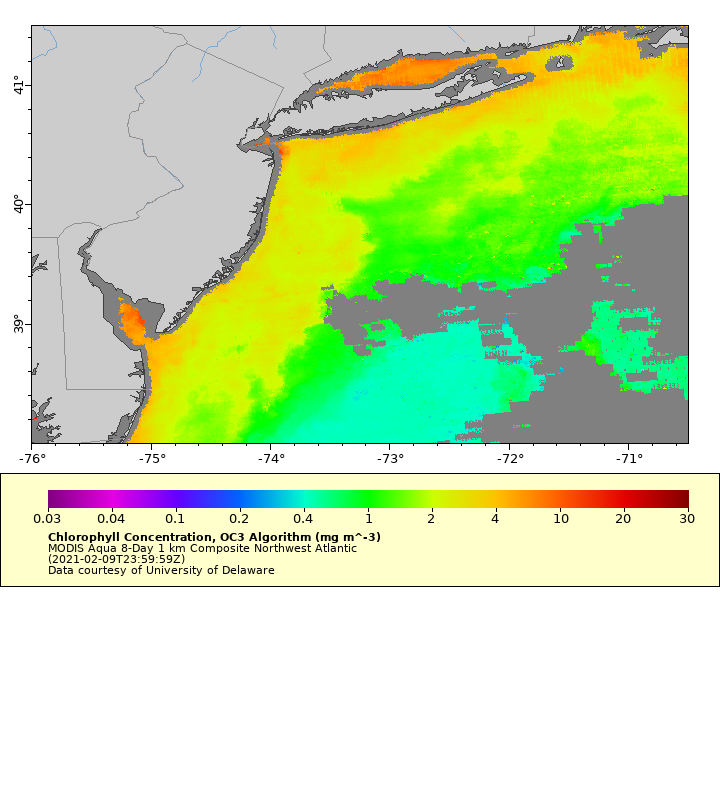 41°
40°
39°
-76° -75° -74° -73° -72° -71°
0.03 0.04 0.1 0.2 0.4 1 2 4 10 20 30
Chlorophyll Concentration, OC3 Algorithm (mg m^-3)
MODIS Aqua 8-Day 1 km Composite Northwest Atlantic
(2021-02-09T23:59:59Z)
Data courtesy of University of Delaware